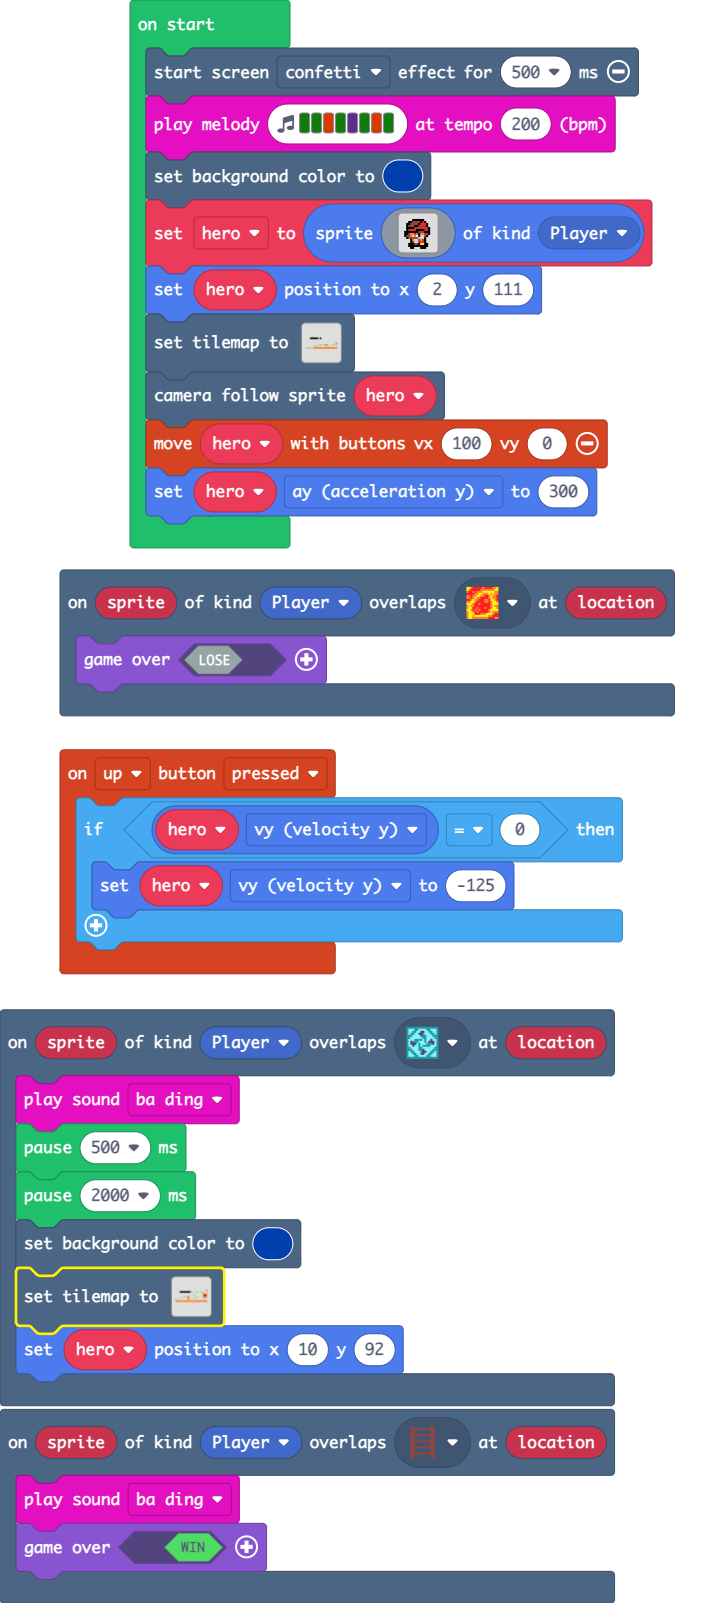 on start
start screen confetti effect for 500 ms
play melody at tempo 200 (bpm)
set background color to
set hero to sprite of kind Player
set hero position to x 2 y 111
set tilemap to
camera follow sprite hero
move hero with buttons vx 100 vy 0
set hero ay (acceleration y) to 300
on sprite of kind Player overlaps at location
game over LOSE
on up button pressed
if hero vy (velocity y) = 0 then
set hero vy (velocity y) to -125
on sprite of kind Player overlaps at location
play sound ba ding
pause 500 ms
pause 2000 ms
set background color to
set tilemap to
set hero position to x 10 y 92
on sprite of kind Player overlaps at location
play sound ba ding
game over WIN